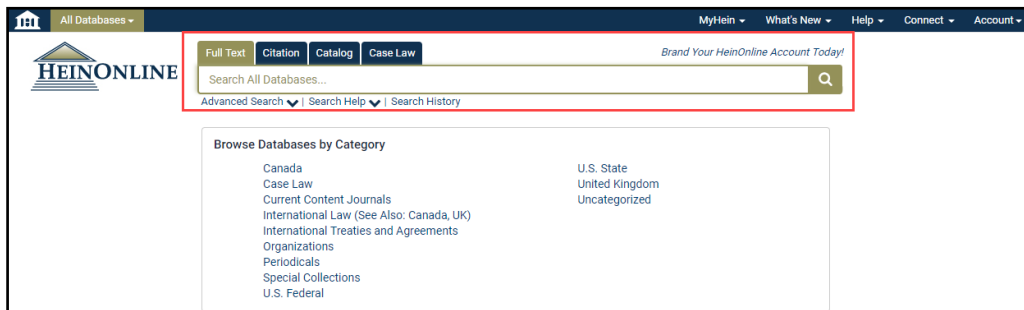 All Databases MyHein What's New Help Connect Account
HEINONLINE
Full Text Citation Catalog Case Law Brand Your HeinOnline Account Today!
Search All Databases...
Advanced Search | Search Help | Search History
Browse Databases by Category
Canada
Case Law
Current Content Journals
International Law (See Also: Canada, UK)
International Treaties and Agreements
Organizations
Periodicals
Special Collections
U.S. Federal
U.S. State
United Kingdom
Uncategorized